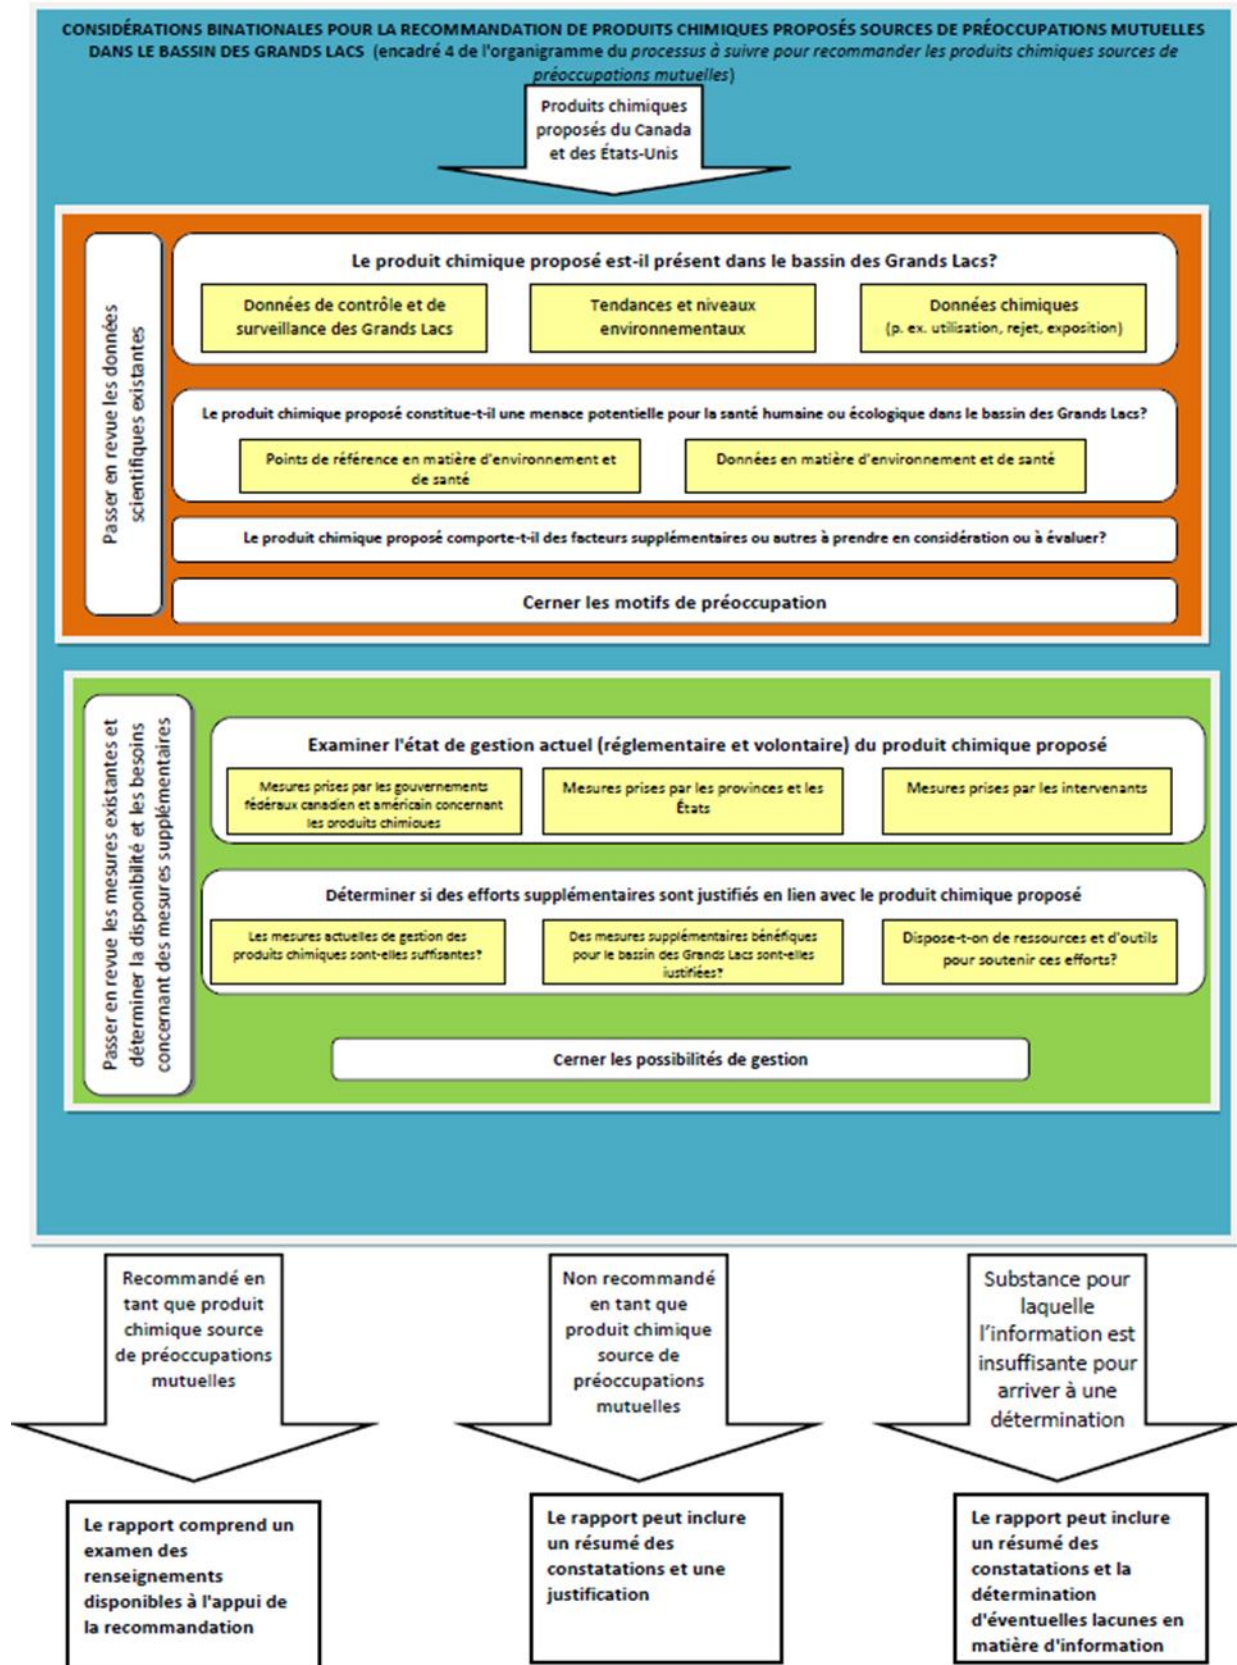 CONSIDÉRATIONS BINATIONALES POUR LA RECOMMANDATION DE PRODUITS CHIMIQUES PROPOSÉS SOURCES DE PRÉOCCUPATIONS MUTUELLES
DANS LE BASSIN DES GRANDS LACS (encadré 4 de l'organigramme du processus à suivre pour recommander les produits chimiques sources de
préoccupations mutuelles)
Produits chimiques
proposés du Canada
et des États-Unis
Passer en revue les données
scientifiques existantes
Le produit chimique proposé est-il présent dans le bassin des Grands Lacs?
Données de contrôle et de
surveillance des Grands Lacs
Tendances et niveaux
environnementaux
Données chimiques
(p. ex. utilisation, rejet, exposition)
Le produit chimique proposé constitue-t-il une menace potentielle pour la santé humaine ou écologique dans le bassin des Grands Lacs?
Points de référence en matière d'environnement et
de santé
Données en matière d'environnement et de santé
Le produit chimique proposé comporte-t-il des facteurs supplémentaires ou autres à prendre en considération ou à évaluer?
Cerner les motifs de préoccupation
Passer en revue les mesures existantes et
déterminer la disponibilité et les besoins
concernant des mesures supplémentaires
Examiner l'état de gestion actuel (réglementaire et volontaire) du produit chimique proposé
Mesures prises par les gouvernements
fédéraux canadien et américain concernant
les produits chimiques
Mesures prises par les provinces et les
États
Mesures prises par les intervenants
Déterminer si des efforts supplémentaires sont justifiés en lien avec le produit chimique proposé
Les mesures actuelles de gestion des
produits chimiques sont-elles suffisantes?
Des mesures supplémentaires bénéfiques
pour le bassin des Grands Lacs sont-elles
justifiées?
Dispose-t-on de ressources et d'outils
pour soutenir ces efforts?
Cerner les possibilités de gestion
Recommandé en
tant que produit
chimique source
de préoccupations
mutuelles
Non recommandé
en tant que
produit chimique
source de
préoccupations
mutuelles
Substance pour
laquelle
l'information est
insuffisante pour
arriver à une
détermination
Le rapport comprend un
examen des
renseignements
disponibles à l'appui de
la recommandation
Le rapport peut inclure
un résumé des
constatations et une
justification
Le rapport peut inclure
un résumé des
constatations et la
détermination
d'éventuelles lacunes en
matière d'information